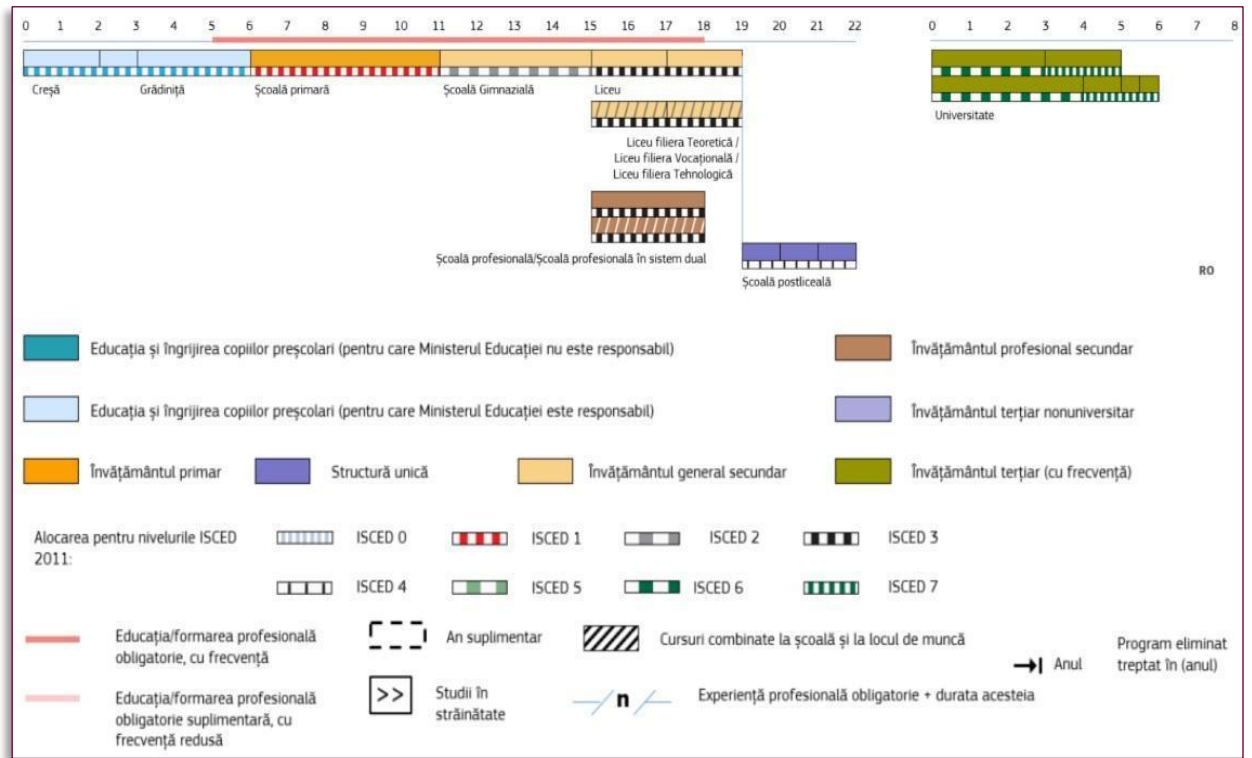 0 1 2 3 4 5 6 7 8 9 10 11 12 13 14 15 16 17 18 19 20 21 22
0 1 2 3 4 5 6 7 8
Creșă Grădiniță Școală primară Școală Gimnazială Liceu
Universitate
Liceu filiera Teoretică /
Liceu filiera Vocațională /
Liceu filiera Tehnologică
Școală profesională/Școală profesională în sistem dual
Școală postliceală
RO
Educația și îngrijirea copiilor preșcolari (pentru care Ministerul Educației nu este responsabil)
Învățământul profesional secundar
Educația și îngrijirea copiilor preșcolari (pentru care Ministerul Educației este responsabil)
Învățământul terțiar nonuniversitar
Învățământul primar
Structură unică
Învățământul general secundar
Învățământul terțiar (cu frecvență)
Alocarea pentru nivelurile ISCED
2011:
ISCED 0 ISCED 1 ISCED 2 ISCED 3
ISCED 4 ISCED 5 ISCED 6 ISCED 7
Educația/formarea profesională
obligatorie, cu frecvență
An suplimentar
Cursuri combinate la școală și la locul de muncă
Anul
Program eliminat
treptat în (anul)
Educația/formarea profesională
obligatorie suplimentară, cu
frecvență redusă
>>
Studii în
străinătate
n
Experiență profesională obligatorie + durata acesteia